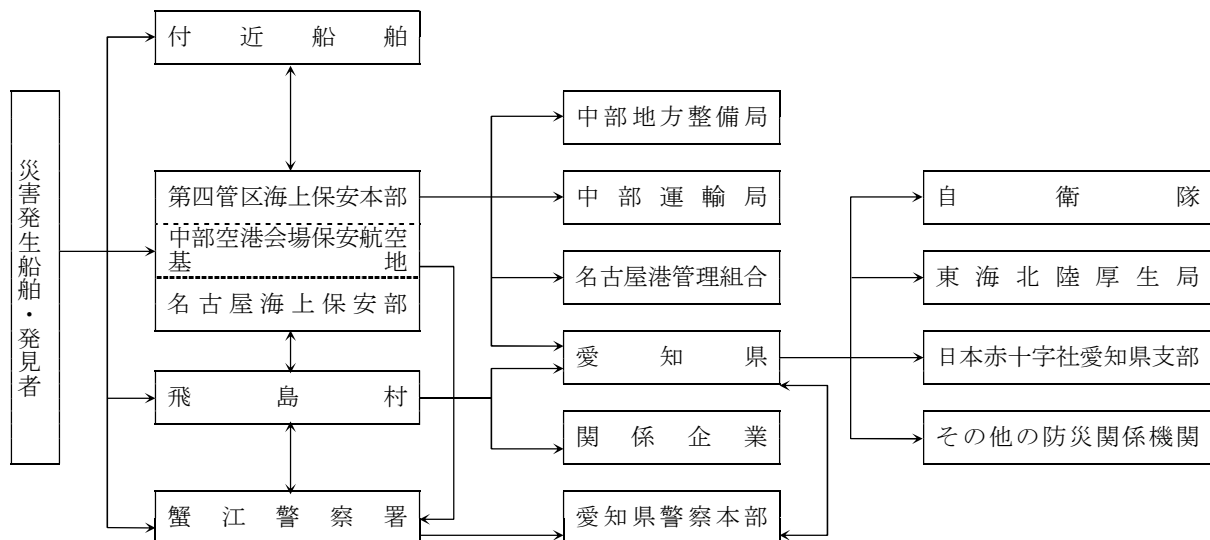 災害発生船舶・発見者
付近船舶
第四管区海上保安本部
中部空港会場保安航空
基地
名古屋海上保安部
飛島村
蟹江警察署
中部地方整備局
中部運輸局
名古屋港管理組合
愛知県
関係企業
愛知県警察本部
自衛隊
東海北陸厚生局
日本赤十字社愛知県支部
その他の防災関係機関